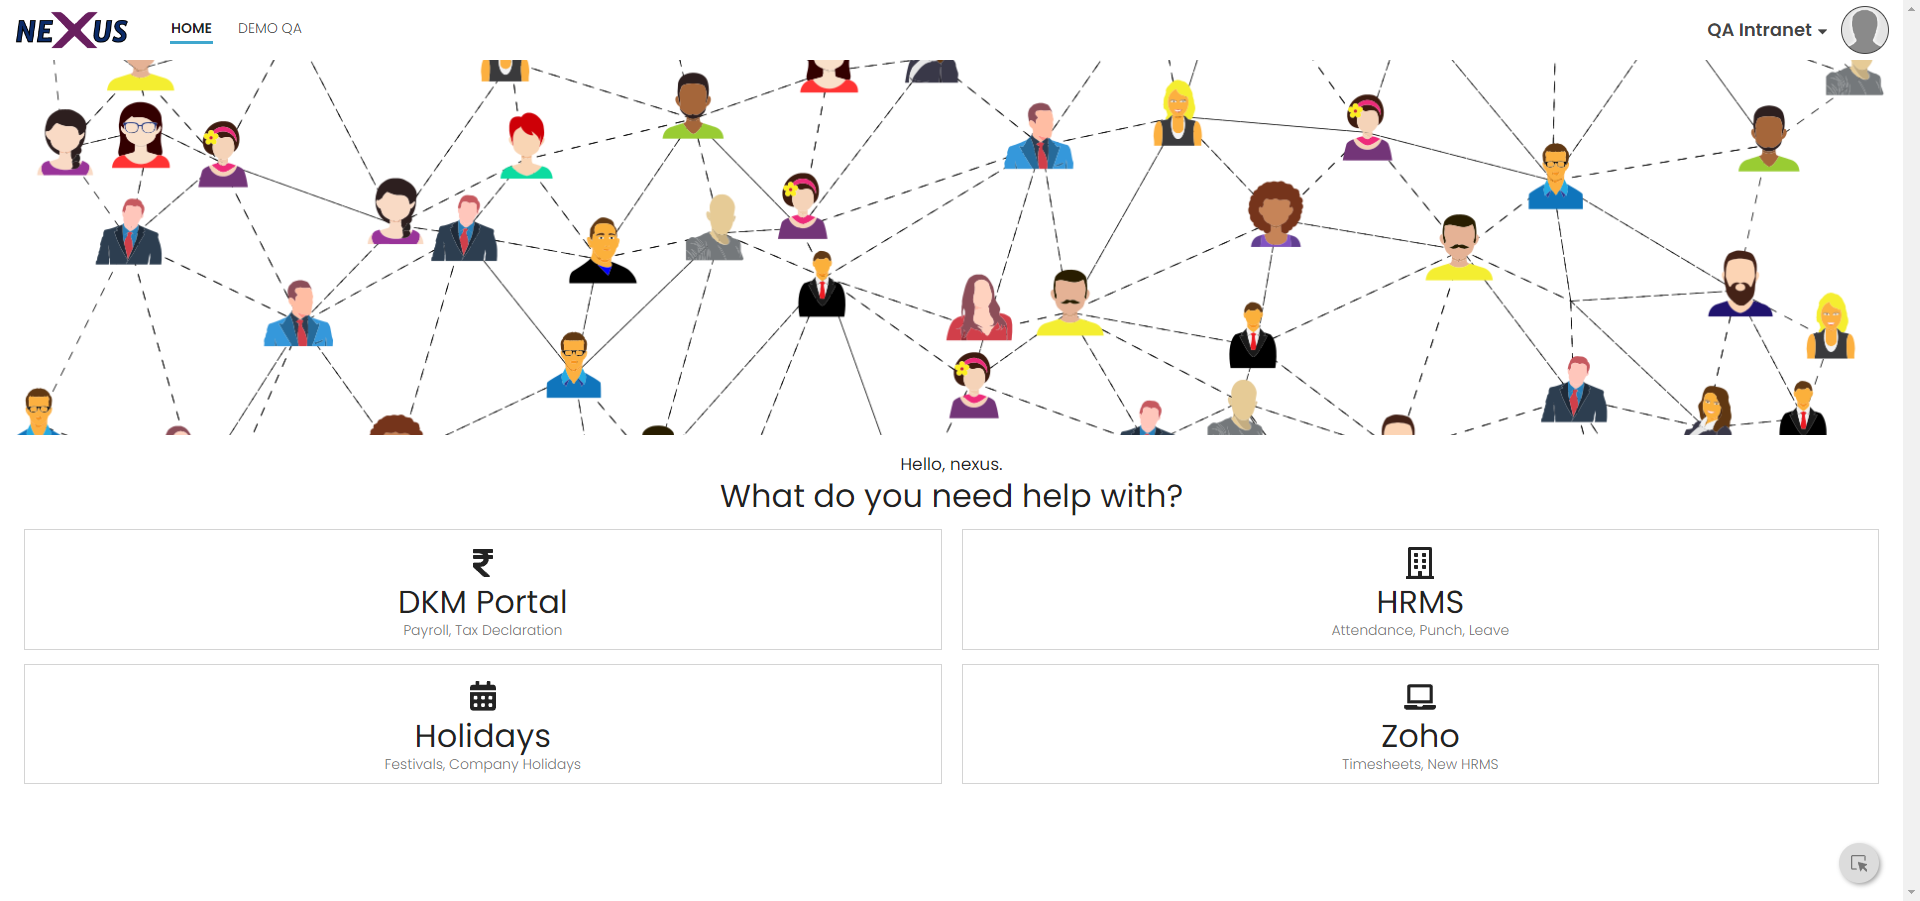 NEXUS
HOME
DEMO QA
QA Intranet
Hello, nexus.
What do you need help with?
DKM Portal
Payroll, Tax Declaration
HRMS
Attendance, Punch, Leave
Holidays
Festivals, Company Holidays
Zoho
Timesheets, New HRMS